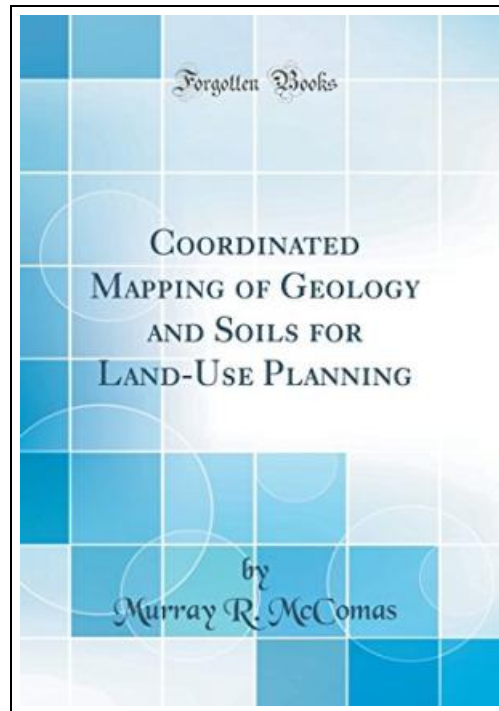 Forgotten Books
COORDINATED
MAPPING OF GEOLOGY
AND SOILS FOR
LAND-USE PLANNING
by
Murray R. McComas